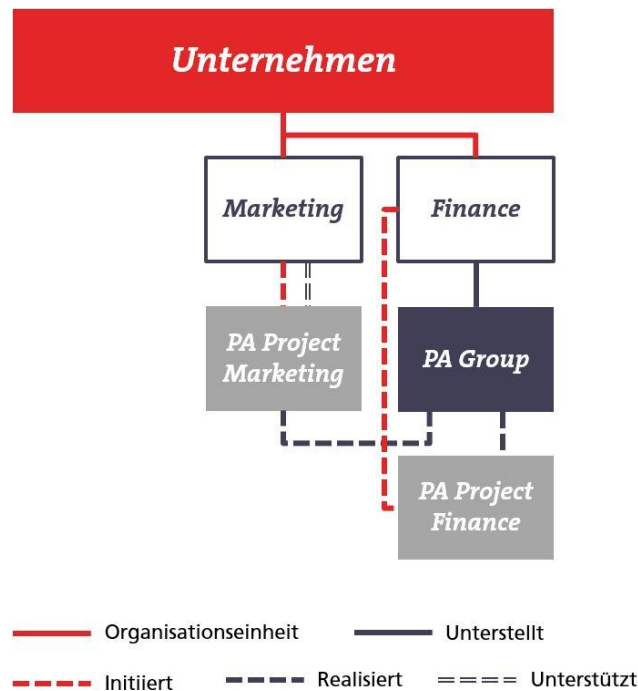 Unternehmen
Marketing
Finance
PA Project
Marketing
PA Group
PA Project
Finance
Organisationseinheit
Unterstellt
Initiiert
Realisiert
Unterstützt